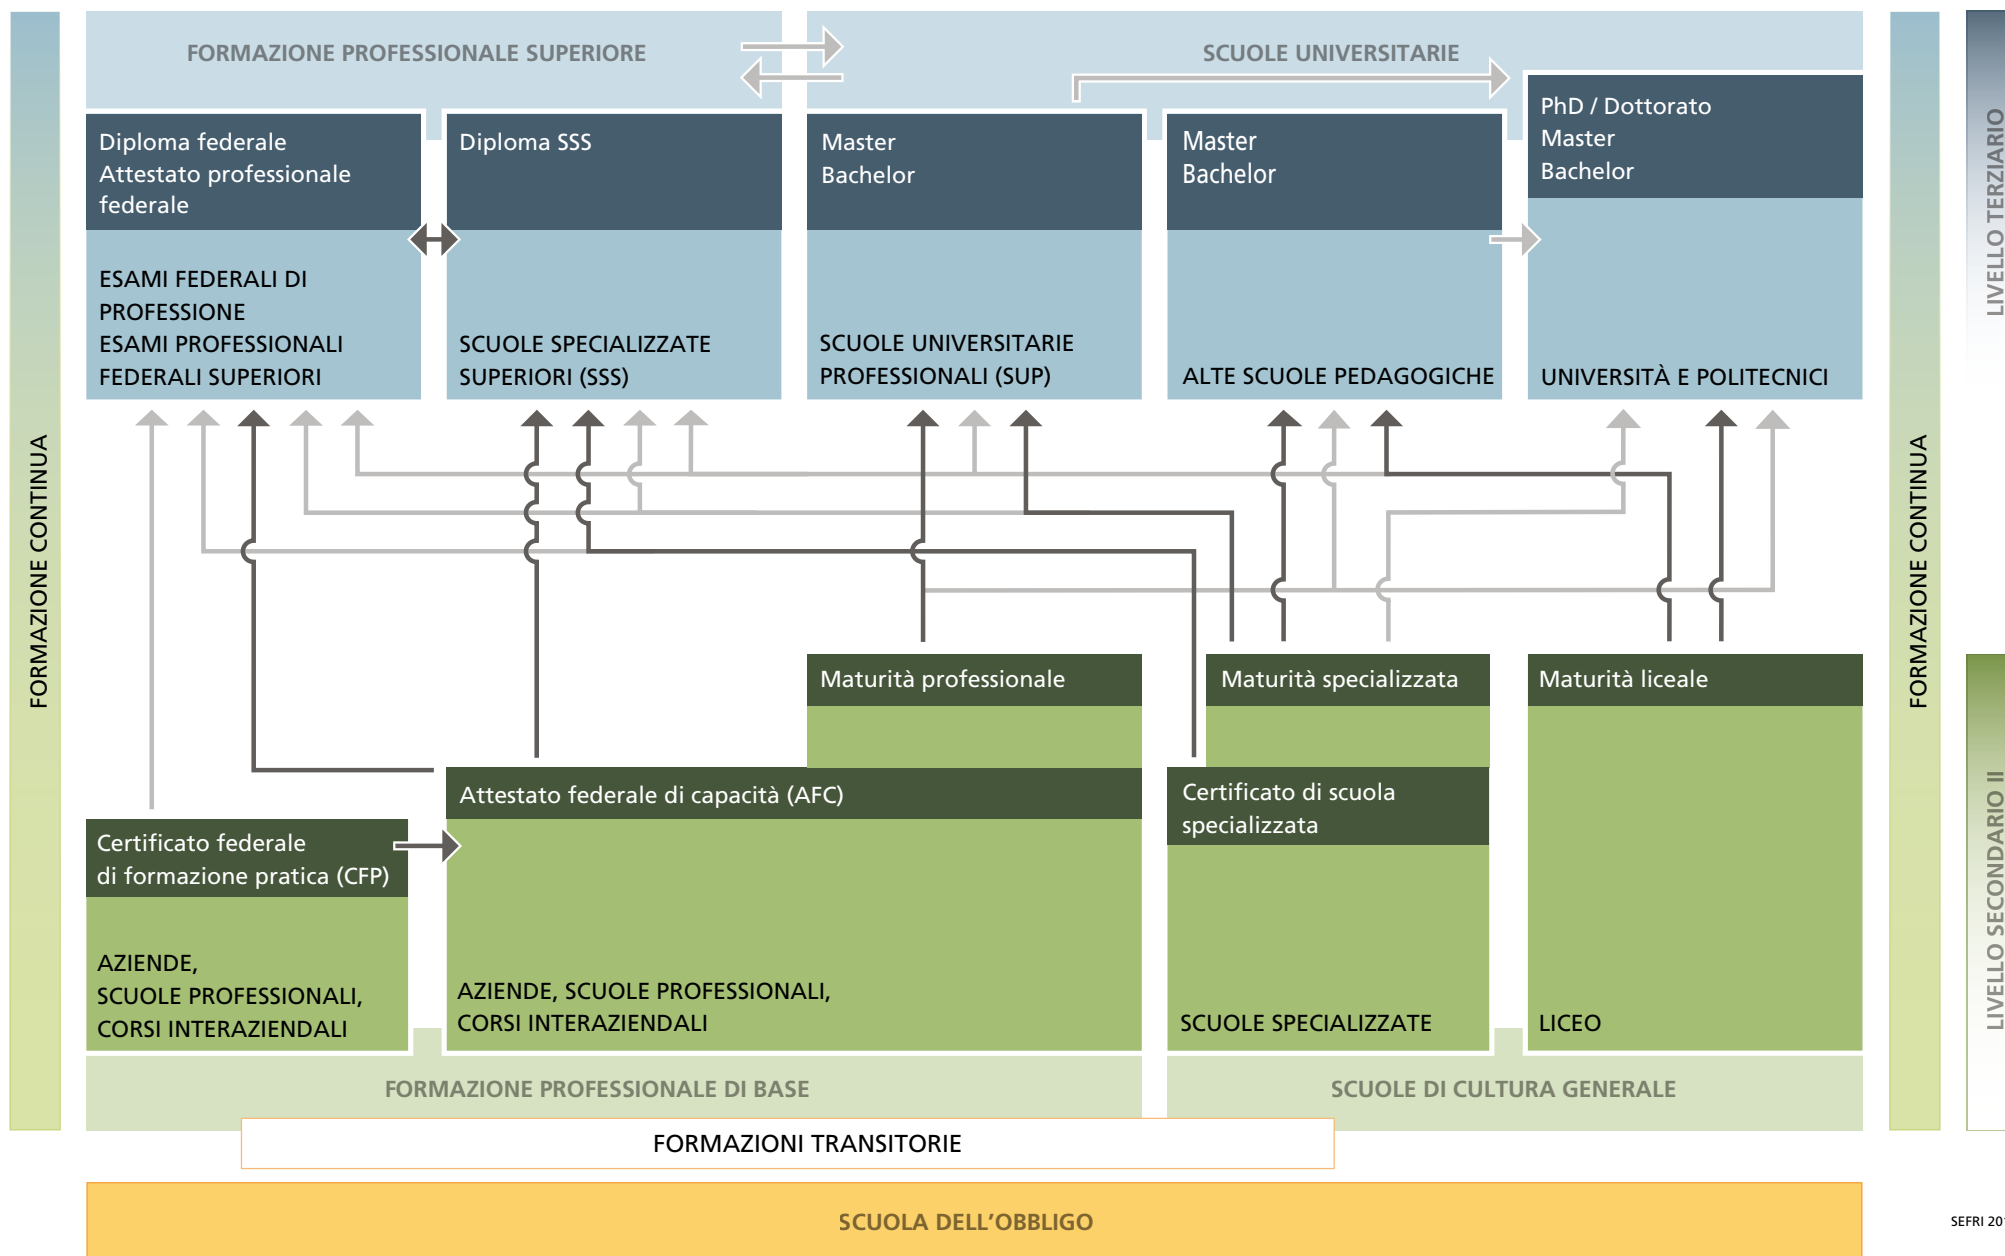 FORMAZIONE PROFESSIONALE SUPERIORE
SCUOLE UNIVERSITARIE
Diploma federale
Attestato professionale
federale
ESAMI FEDERALI DI
PROFESSIONE
ESAMI PROFESSIONALI
FEDERALI SUPERIORI
Diploma SSS
SCUOLE SPECIALIZZATE
SUPERIORI (SSS)
Master
Bachelor
SCUOLE UNIVERSITARIE
PROFESSIONALI (SUP)
Master
Bachelor
ALTE SCUOLE PEDAGOGICHE
PhD / Dottorato
Master
Bachelor
UNIVERSITÀ E POLITECNICI
LIVELLO TERZIARIO
FORMAZIONE CONTINUA
FORMAZIONE CONTINUA
Maturità professionale
Maturità specializzata
Maturità liceale
Attestato federale di capacità (AFC)
Certificato di scuola
specializzata
Certificato federale
di formazione pratica (CFP)
AZIENDE,
SCUOLE PROFESSIONALI,
CORSI INTERAZIENDALI
AZIENDE, SCUOLE PROFESSIONALI,
CORSI INTERAZIENDALI
SCUOLE SPECIALIZZATE
LICEO
LIVELLO SECONDARIO II
FORMAZIONE PROFESSIONALE DI BASE
SCUOLE DI CULTURA GENERALE
FORMAZIONI TRANSITORIE
SCUOLA DELL'OBBLIGO
SEFRI